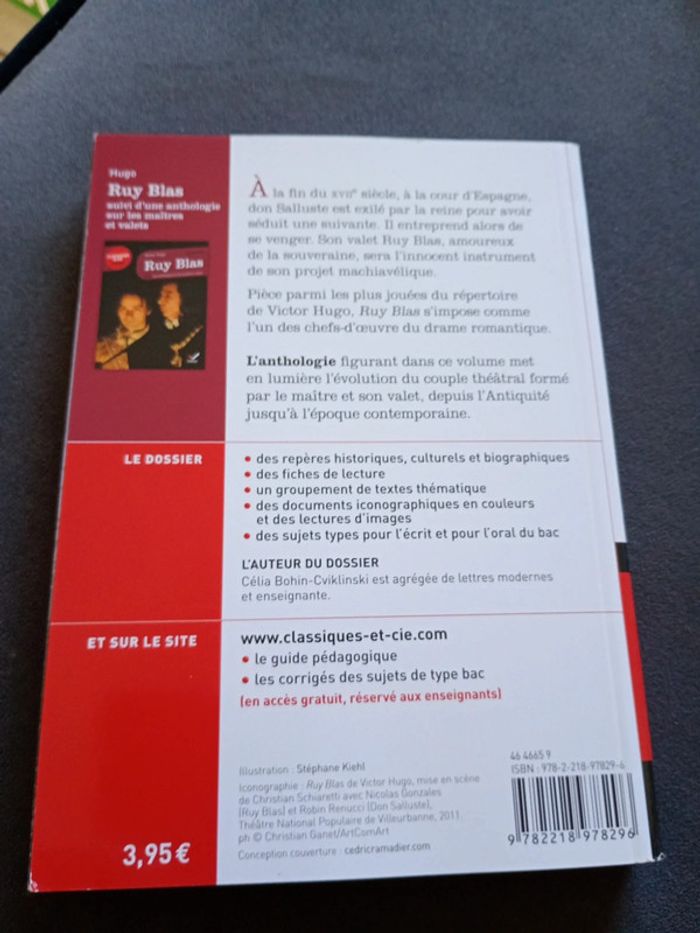 Hugo
Ruy Blas
suivi d'une anthologie
sur les maîtres
et valets
Ruy Blas
À la fin du XVIIe siècle, à la cour d'Espagne,
don Salluste est exilé par la reine pour avoir
séduit une suivante. Il entreprend alors de
se venger. Son valet Ruy Blas, amoureux
de la souveraine, sera l'innocent instrument
de son projet machiavélique.
Pièce parmi les plus jouées du répertoire
de Victor Hugo, Ruy Blas s'impose comme
l'un des chefs-d'œuvre du drame romantique.
L'anthologie figurant dans ce volume met
en lumière l'évolution du couple théâtral formé
par le maître et son valet, depuis l'Antiquité
jusqu'à l'époque contemporaine.
LE DOSSIER
• des repères historiques, culturels et biographiques
• des fiches de lecture
• un groupement de textes thématique
• des documents iconographiques en couleurs
et des lectures d'images
• des sujets types pour l'écrit et pour l'oral du bac
L'AUTEUR DU DOSSIER
Célia Bohin-Cviklinski est agrégée de lettres modernes
et enseignante.
ET SUR LE SITE
www.classiques-et-cie.com
• le guide pédagogique
• les corrigés des sujets de type bac
(en accès gratuit, réservé aux enseignants)
Illustration : Stéphane Kiehl
Iconographie : Ruy Blas de Victor Hugo, mise en scène
de Christian Schiaretti avec Nicolas Gonzales
(Ruy Blas) et Robin Renucci (Don Salluste),
Théâtre National Populaire de Villeurbanne, 2011.
ph © Christian Ganet/ArtComArt
Conception couverture : cedricramadier.com
3,95 €
46 4665 9
ISBN : 978-2-218-97829-6
9 782218 978296